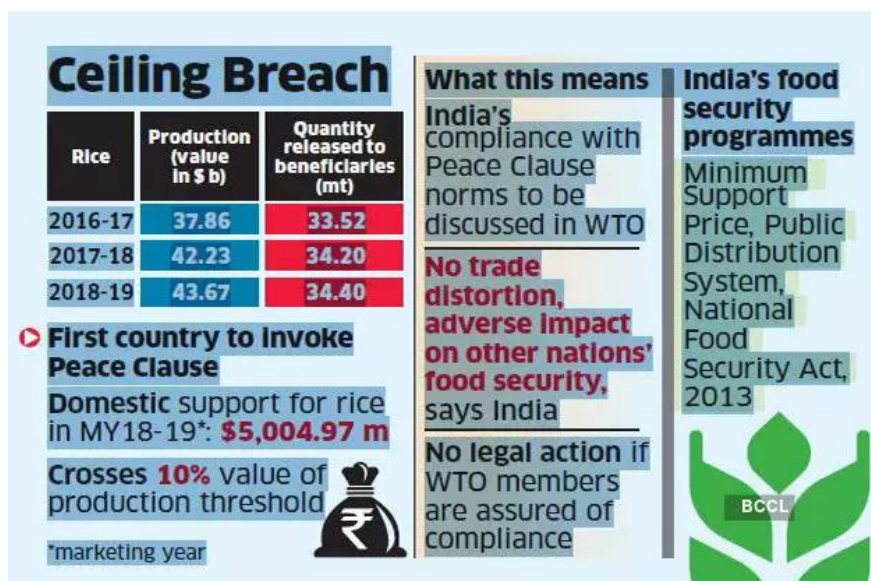 Ceiling Breach
Rice
Production
(value
in $ b)
Quantity
released to
beneficiaries
(mt)
2016-17 37.86 33.52
2017-18 42.23 34.20
2018-19 43.67 34.40
First country to invoke
Peace Clause
Domestic support for rice
in MY18-19*: $5,004.97 m
Crosses 10% value of
production threshold
₹
*marketing year
What this means
India's
compliance with
Peace Clause
norms to be
discussed in WTO
No trade
distortion,
adverse impact
on other nations'
food security,
says India
No legal action if
WTO members
are assured of
compliance
India's food
security
programmes
Minimum
Support
Price, Public
Distribution
System,
National
Food
Security Act,
2013
BCCL